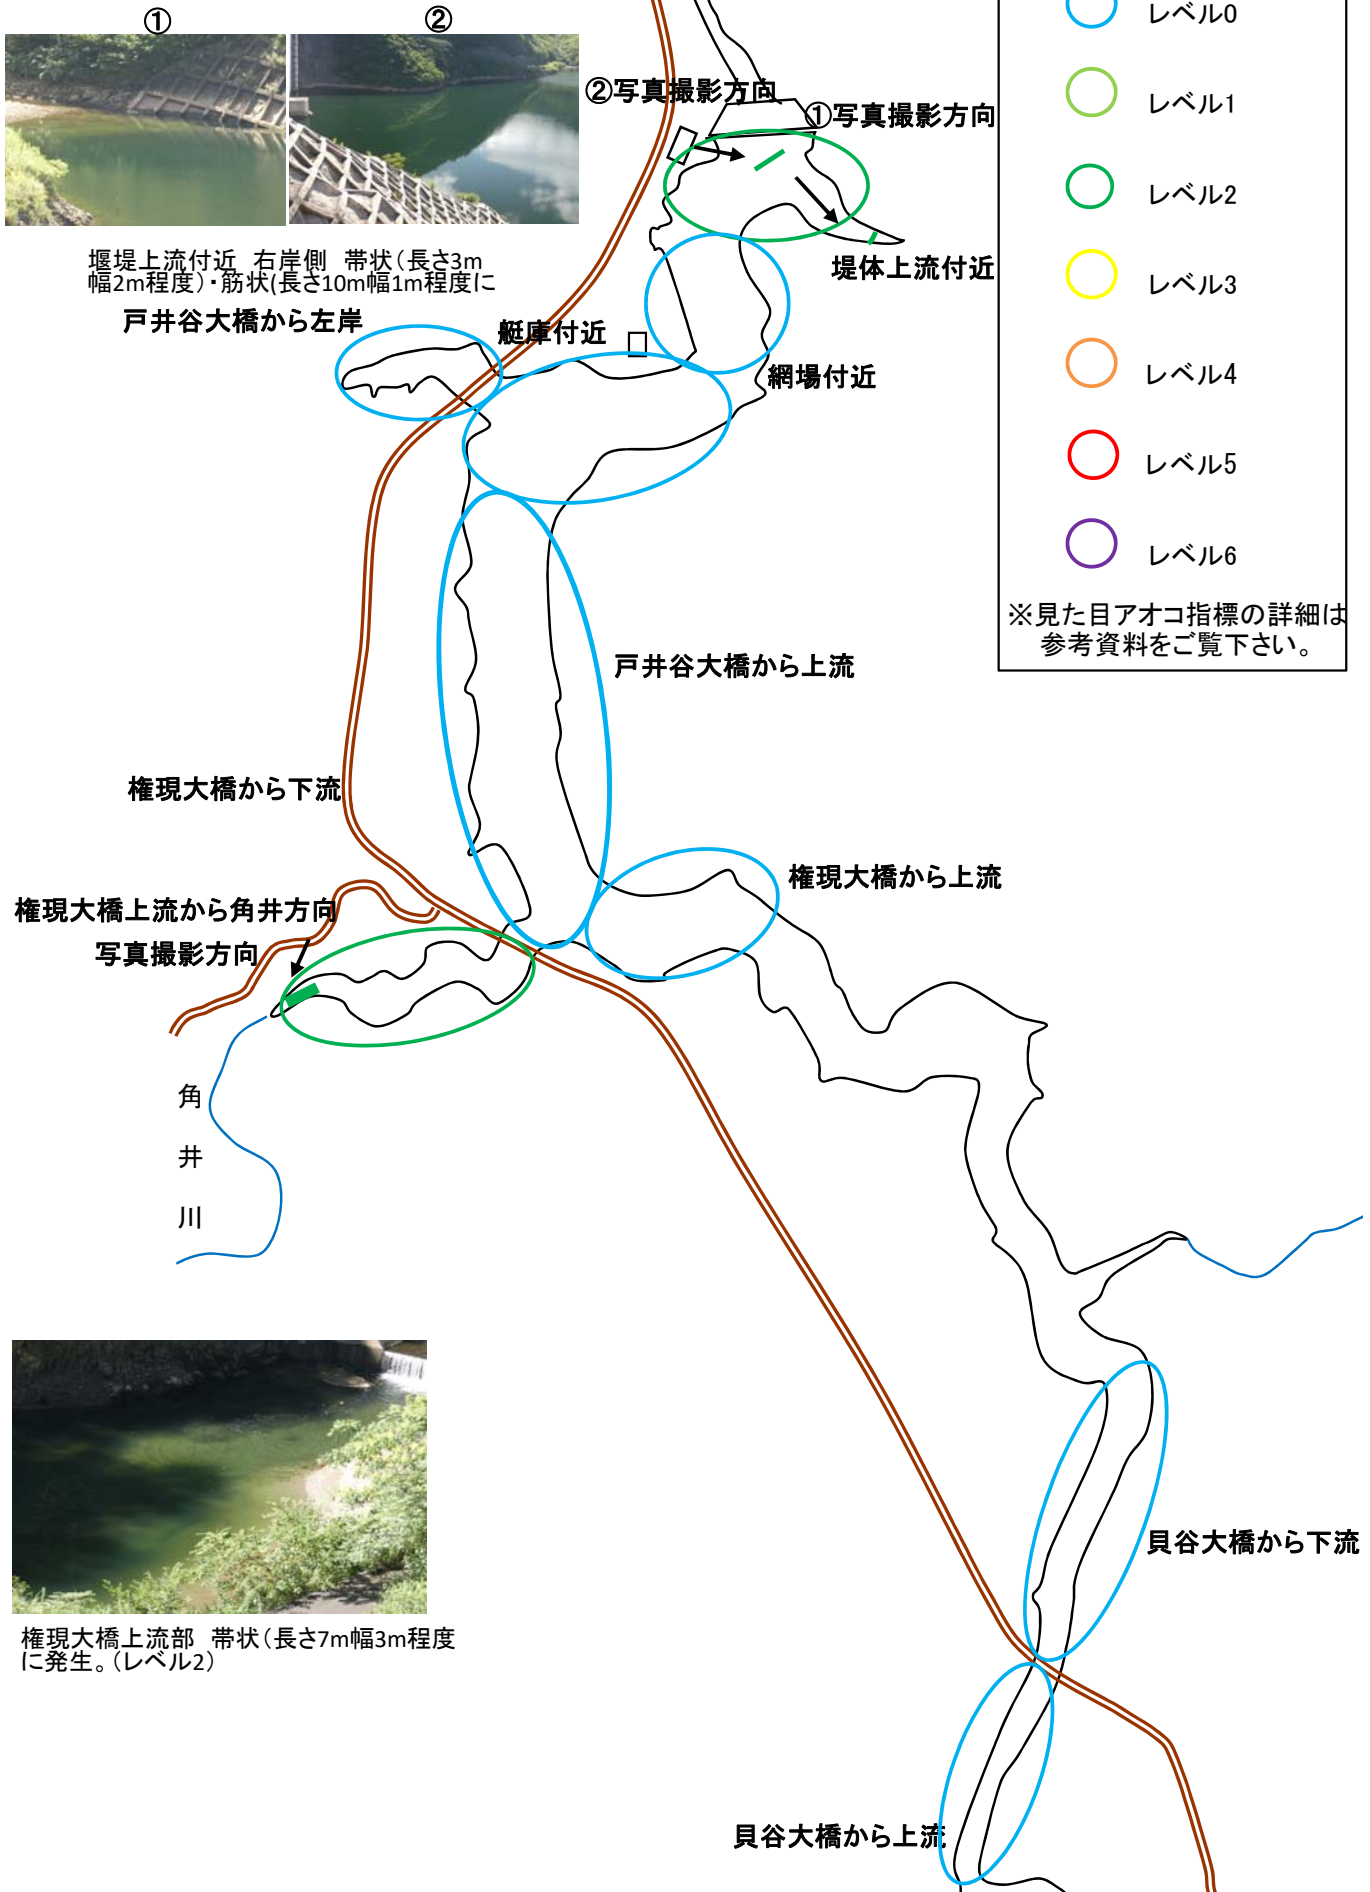 ①
②
レベル0
②写真撮影方向
レベル1
①写真撮影方向
レベル2
堰堤上流付近 右岸側 帯状(長さ3m
幅2m程度)・筋状(長さ10m幅1m程度に
堤体上流付近
レベル3
戸井谷大橋から左岸
艇庫付近
網場付近
レベル4
レベル5
レベル6
※見た目アオコ指標の詳細は
参考資料をご覧下さい。
戸井谷大橋から上流
権現大橋から下流
権現大橋から上流
権現大橋上流から角井方向
写真撮影方向
角
井
川
貝谷大橋から下流
権現大橋上流部 帯状(長さ7m幅3m程度
に発生。(レベル2)
貝谷大橋から上流